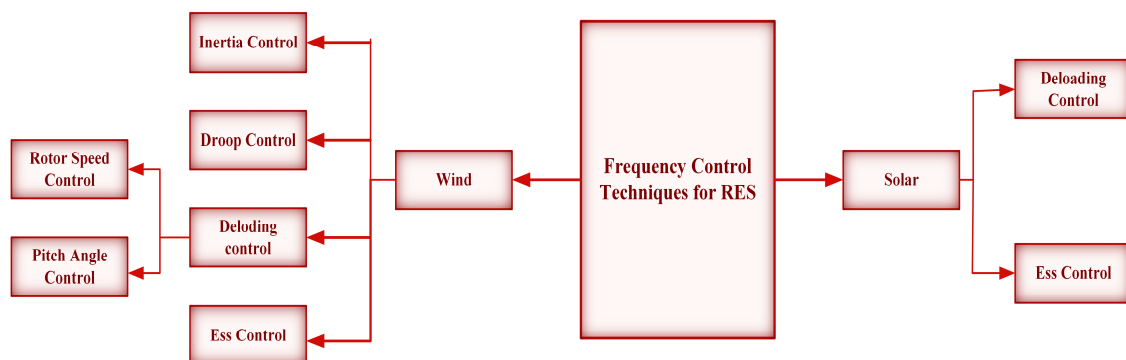 Inertia Control
Droop Control
Rotor Speed
Control
Pitch Angle
Control
Deloding
control
Ess Control
Wind
Frequency Control
Techniques for RES
Solar
Deloading
Control
Ess Control